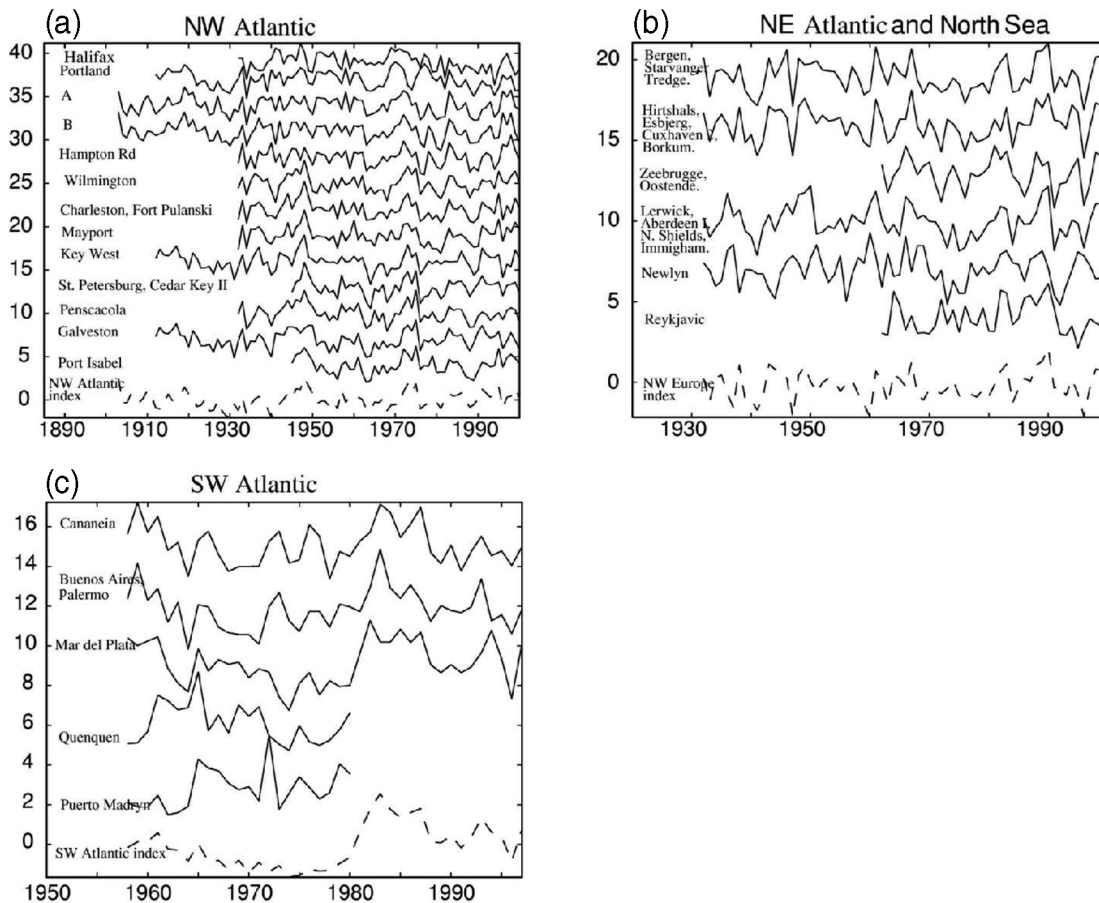 (a)
NW Atlantic
40
35
30
25
20
15
10
5
0
Halifax
Portland
A
B
Hampton Rd
Wilmington
Charleston, Fort Pulanski
Mayport
Key West
St. Petersburg, Cedar Key II
Penscacola
Galveston
Port Isabel
NW Atlantic
index
1890 1910 1930 1950 1970 1990
(b)
NE Atlantic and North Sea
20
15
10
5
0
Bergen,
Starvanger
Tredge.
Hirtshals,
Esbjerg,
Cuxhaven
Borkum.
Zeebrugge,
Oostende.
Lerwick,
Aberdeen I,
N. Shields,
Immigham.
Newlyn
Reykjavic
NW Europe
index
1930 1950 1970 1990
(c)
SW Atlantic
16
14
12
10
8
6
4
2
0
Cananeia
Buenos Aires,
Palermo
Mar del Plata
Quenquen
Puerto Madryn
SW Atlantic index
1950 1960 1970 1980 1990